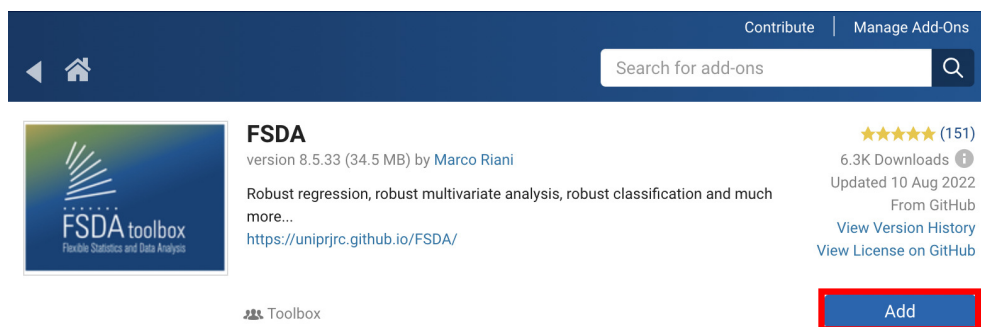 Contribute | Manage Add-Ons
Search for add-ons
FSDA
version 8.5.33 (34.5 MB) by Marco Riani
Robust regression, robust multivariate analysis, robust classification and much
more...
https://uniprjrc.github.io/FSDA/
(151)
6.3K Downloads
Updated 10 Aug 2022
From GitHub
View Version History
View License on GitHub
FSDA toolbox
Flexible Statistics and Data Analysis
Toolbox
Add